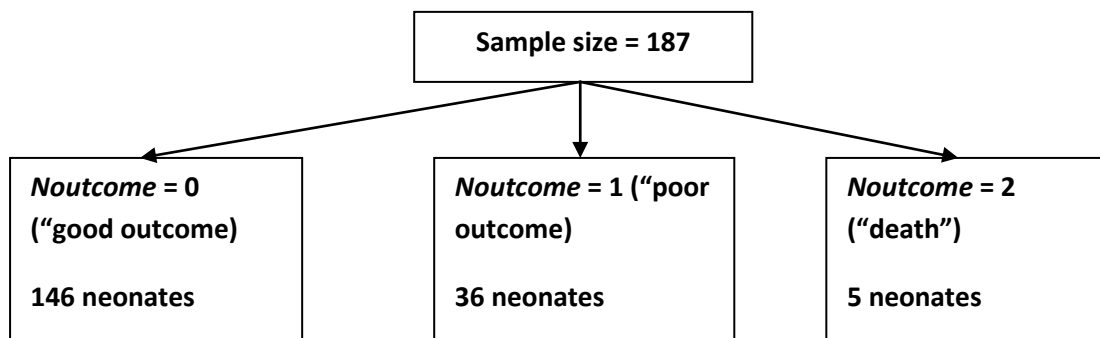 Sample size = 187
Noutcome = 0
(“good outcome)
146 neonates
Noutcome = 1 (“poor
outcome)
36 neonates
Noutcome = 2
(“death”)
5 neonates